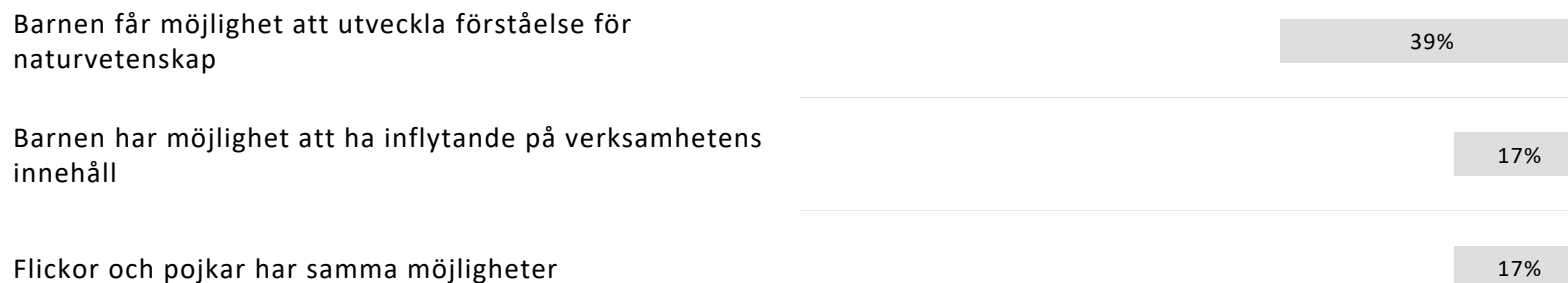 Barnen får möjlighet att utveckla förståelse för
naturvetenskap
39%
Barnen har möjlighet att ha inflytande på verksamhetens
innehåll
17%
Flickor och pojkar har samma möjligheter
17%